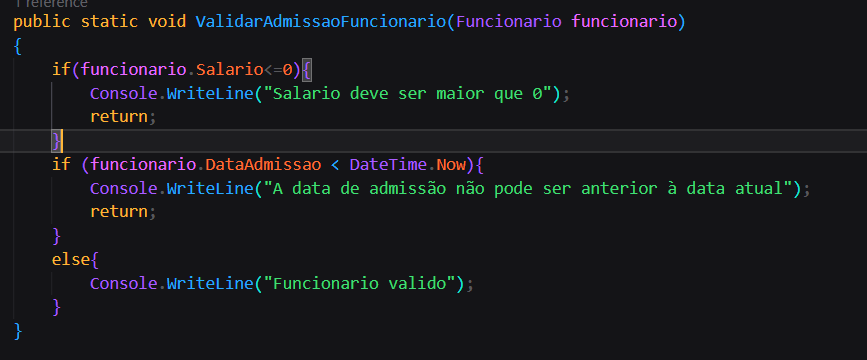 1 reference
public static void ValidarAdmissaoFuncionario(Funcionario funcionario)
{
if(funcionario.Salario<=0){
Console.WriteLine("Salario deve ser maior que 0");
return;
}
if (funcionario.DataAdmissao < DateTime.Now){
Console.WriteLine("A data de admissão não pode ser anterior à data atual");
return;
}
else{
Console.WriteLine("Funcionario valido");
}
}